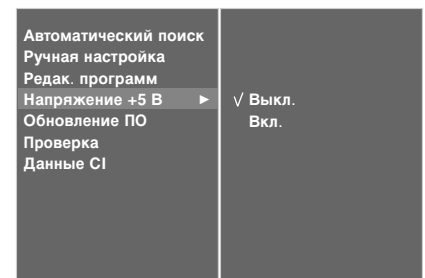 Автоматический поиск
Ручная настройка
Редак. программ
Напряжение +5 В ► √ Выкл.
Обновление ПО Вкл.
Проверка
Данные CI